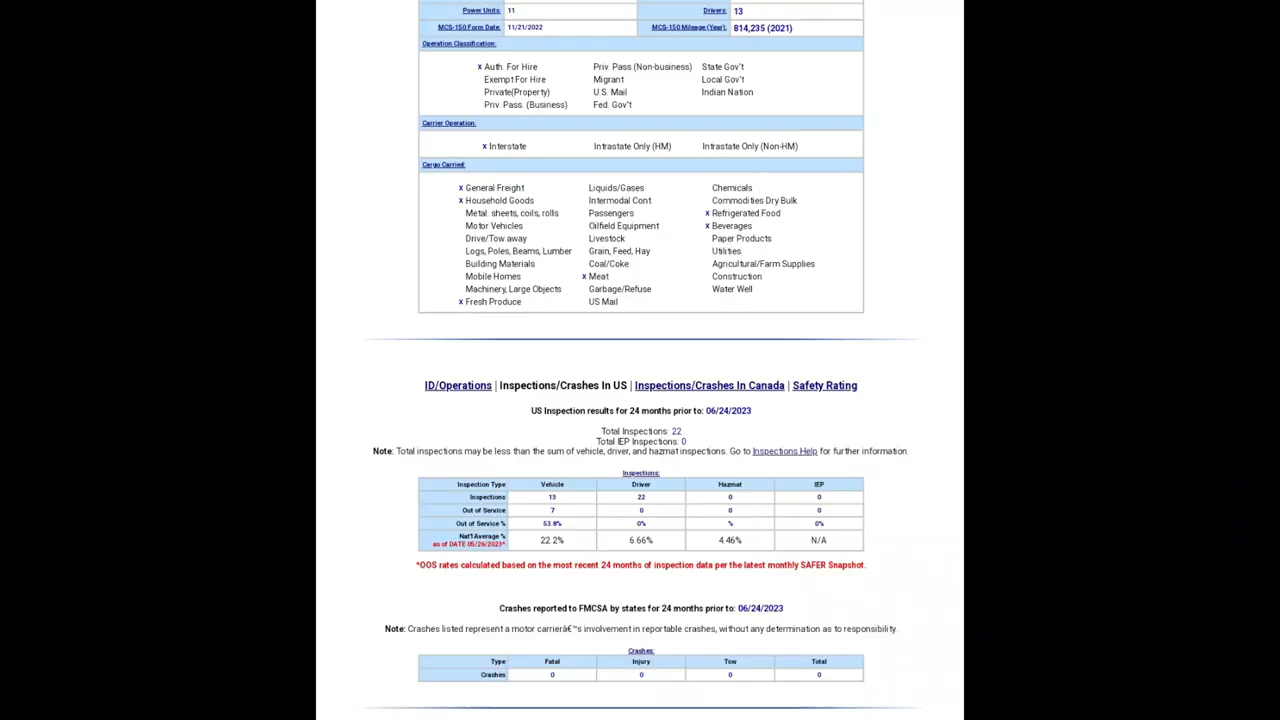 Power Units: 11 Drivers: 13
MCS-150 Form Date: 11/21/2022 MCS-150 Mileage (Year): 814,235 (2021)
Operation Classification:
x Auth. For Hire Priv. Pass.(Non-business) State Gov't
Exempt For Hire Migrant Local Gov't
Private(Property) U.S. Mail Indian Nation
Priv. Pass. (Business) Fed. Gov't
Carrier Operation:
x Interstate Intrastate Only (HM) Intrastate Only (Non-HM)
Cargo Carried:
x General Freight Liquids/Gases Chemicals
x Household Goods Intermodal Cont. Commodities Dry Bulk
Metal: sheets, coils, rolls Passengers x Refrigerated Food
Motor Vehicles Oilfield Equipment x Beverages
Drive/Tow away Livestock Paper Products
Logs, Poles, Beams, Lumber Grain, Feed, Hay Utilities
Building Materials Coal/Coke Agricultural/Farm Supplies
Mobile Homes x Meat Construction
Machinery, Large Objects Garbage/Refuse Water Well
x Fresh Produce US Mail
ID/Operations | Inspections/Crashes In US | Inspections/Crashes In Canada | Safety Rating
US Inspection results for 24 months prior to: 06/24/2023
Total Inspections: 22
Total IEP Inspections: 0
Note: Total inspections may be less than the sum of vehicle, driver, and hazmat inspections. Go to Inspections Help for further information.
Inspections:
Inspection Type Vehicle Driver Hazmat IEP
Inspections 13 22 0 0
Out of Service 7 0 0 0
Out of Service % 53.8% 0% % 0%
Nat'l Average % 22.2% 6.66% 4.46% N/A
as of DATE 05/26/2023*
*OOS rates calculated based on the most recent 24 months of inspection data per the latest monthly SAFER Snapshot.
Crashes reported to FMCSA by states for 24 months prior to: 06/24/2023
Note: Crashes listed represent a motor carrierâ€™s involvement in reportable crashes, without any determination as to responsibility.
Crashes:
Type Fatal Injury Tow Total
Crashes 0 0 0 0